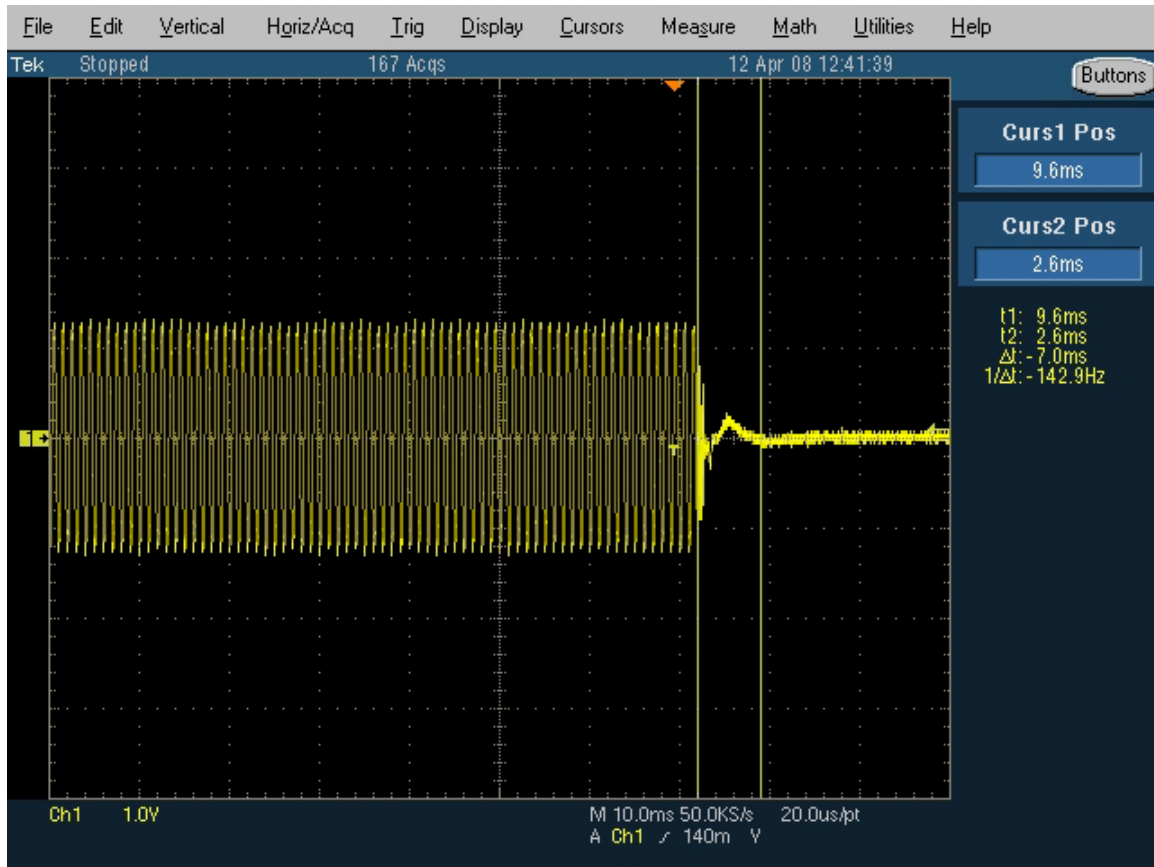 File Edit Vertical Horiz/Acq Trig Display Cursors Measure Math Utilities Help
Tek Stopped 167 Acqs 12 Apr 08 12:41:39
Buttons
Curs1 Pos
9.6ms
Curs2 Pos
2.6ms
t1: 9.6ms
t2: 2.6ms
Δt: -7.0ms
1/Δt: -142.9Hz
1
T
Ch1 1.0V
M 10.0ms 50.0KS/s 20.0us/pt
A Ch1 / 140m V